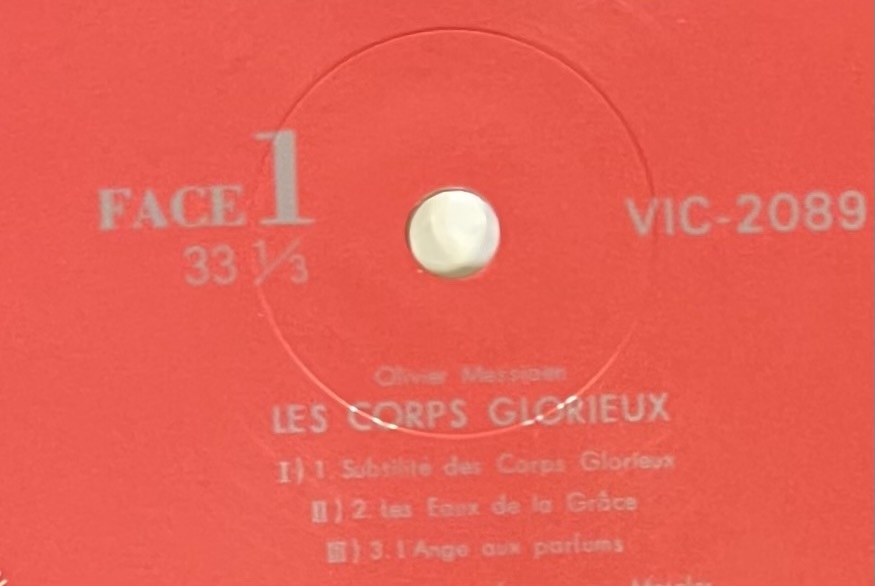 FACE 1
33 1/3
VIC-2089
Olivier Messiaen
LES CORPS GLORIEUX
I) 1. Subtilité des Corps Glorieux
II) 2. les Eaux de la Grâce
III) 3. l'Ange aux parfums